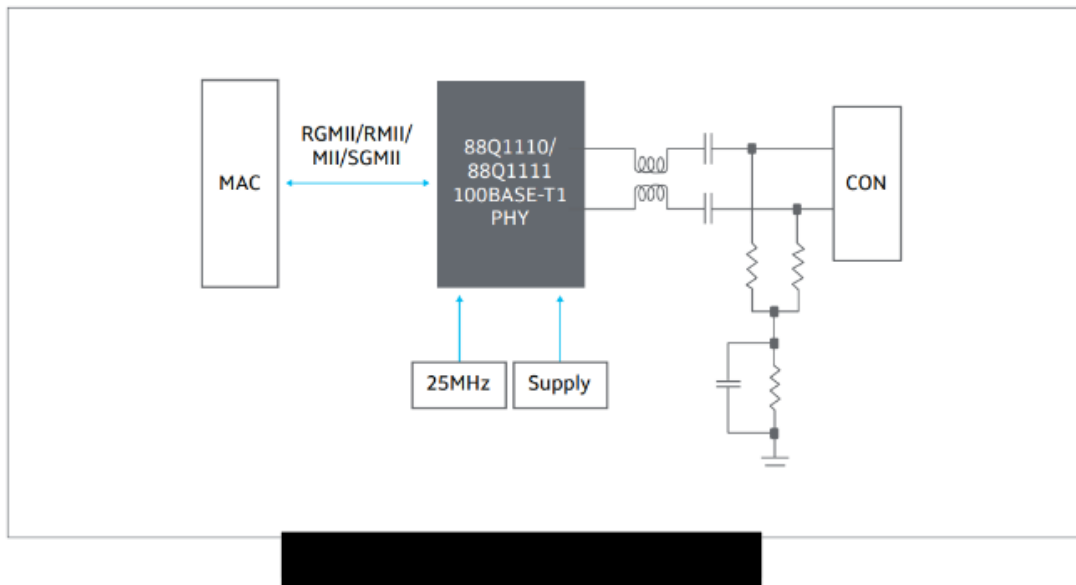 MAC
RGMII/RMII/
MII/SGMII
88Q1110/
88Q1111
100BASE-T1
PHY
CON
25MHz
Supply